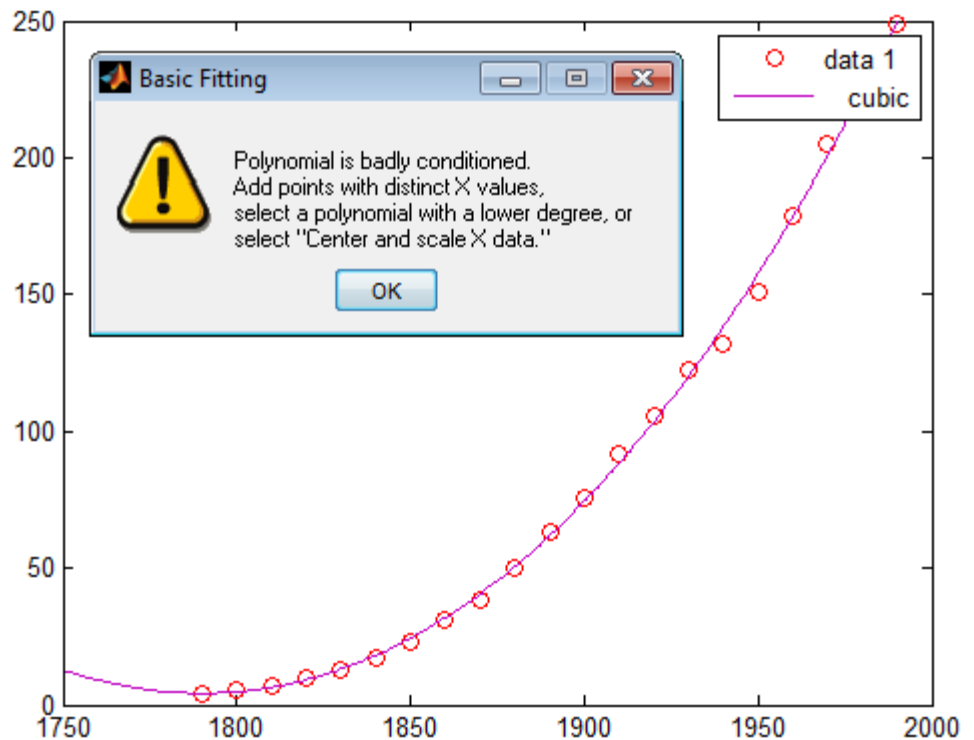 250
200
150
100
50
0
1750
1800
1850
1900
1950
2000
Basic Fitting
Polynomial is badly conditioned.
Add points with distinct X values,
select a polynomial with a lower degree, or
select "Center and scale X data."
OK
data 1
cubic